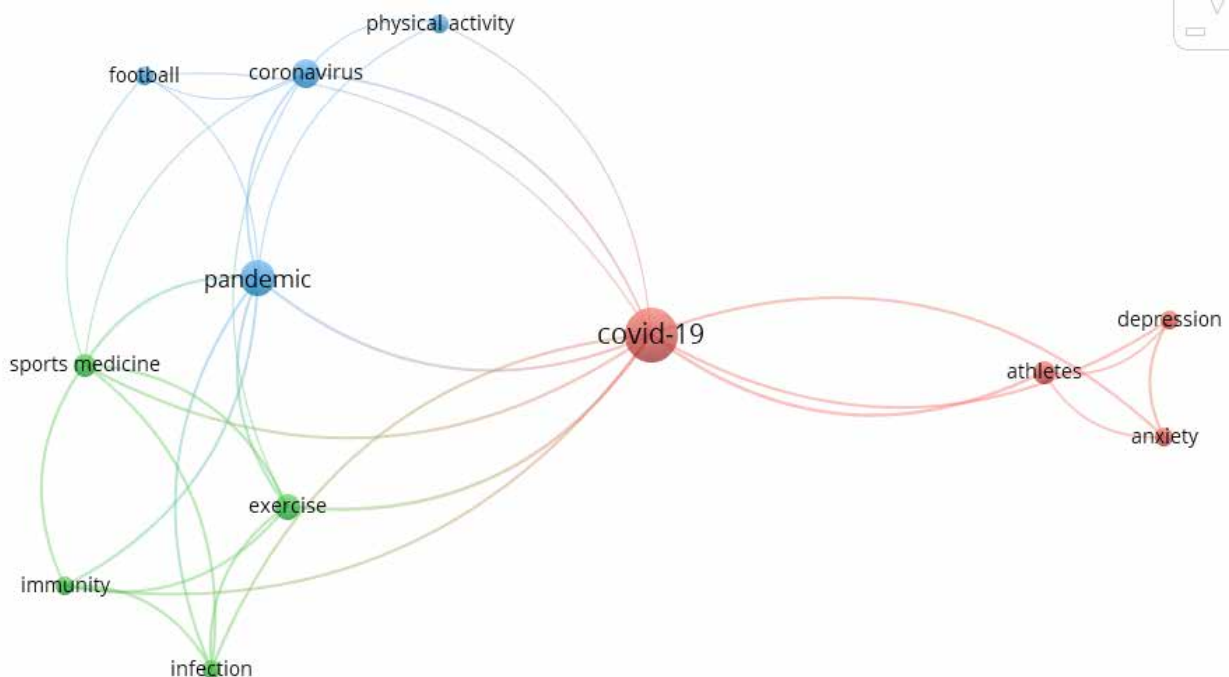 physical activity
football
coronavirus
pandemic
covid-19
depression
athletes
sports medicine
anxiety
exercise
immunity
infection